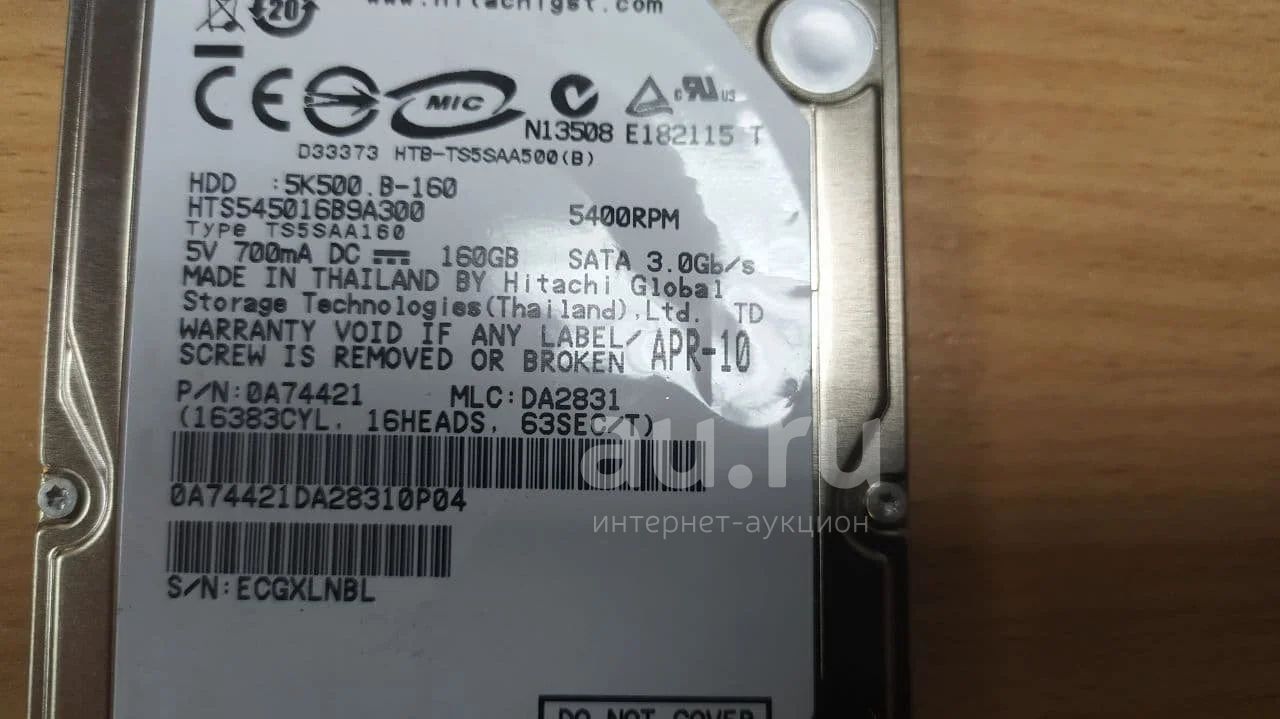 www.hitachigst.com
20
CE MIC c RU US
N13508 E182115 T
D33373 HTB-TS5SAA500(B)
HDD :5K500.B-160
HTS545016B9A300 5400RPM
Type TS5SAA160
5V 700mA DC 160GB SATA 3.0Gb/s
MADE IN THAILAND BY Hitachi Global
Storage Technologies(Thailand),Ltd. TD
WARRANTY VOID IF ANY LABEL/
SCREW IS REMOVED OR BROKEN APR-10
P/N:0A74421 MLC:DA2831
(16383CYL. 16HEADS. 63SEC/T)
au.ru
0A74421DA28310P04
интернет-аукцион
S/N:ECGXLNBL
DO NOT COVER